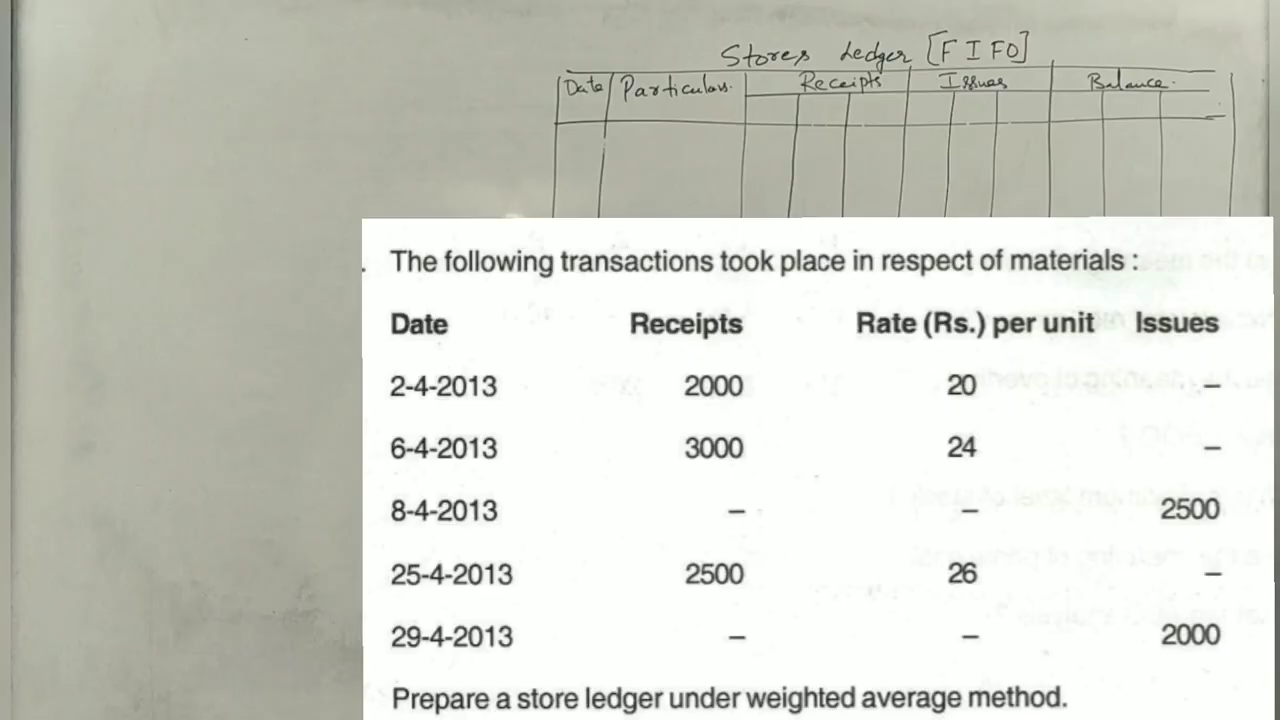 Stores Ledger [FIFO]
Date Particulars. Receipts Issues Balance.
The following transactions took place in respect of materials :
Date Receipts Rate (Rs.) per unit Issues
2-4-2013 2000 20 –
6-4-2013 3000 24 –
8-4-2013 – – 2500
25-4-2013 2500 26 –
29-4-2013 – – 2000
Prepare a store ledger under weighted average method.